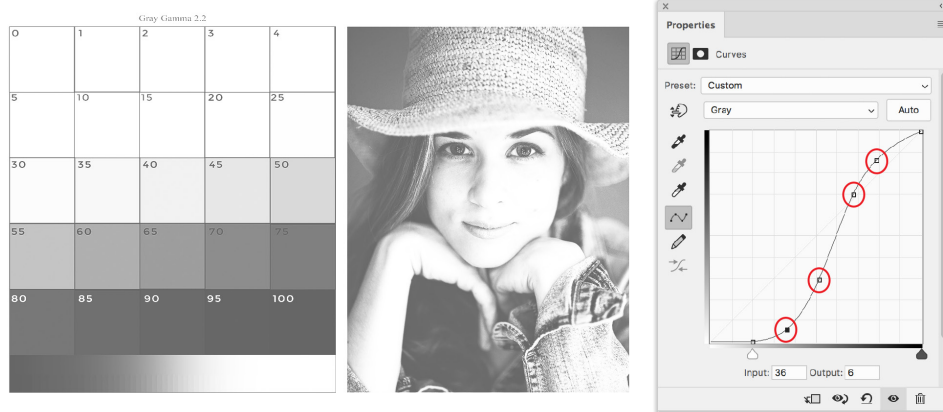 Gray Gamma 2.2
0 1 2 3 4
5 10 15 20 25
30 35 40 45 50
55 60 65 70 75
80 85 90 95 100
x
Properties
Curves
Preset: Custom
Gray Auto
Input: 36 Output: 6